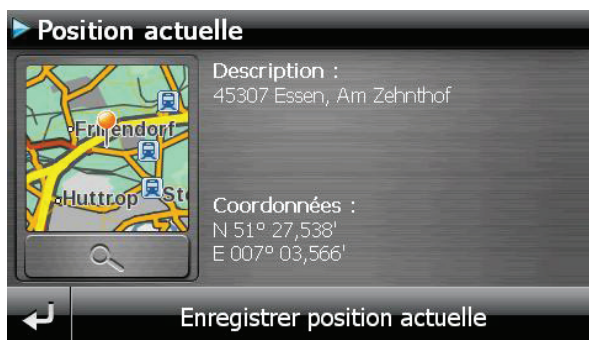 Position actuelle
Description :
45307 Essen, Am Zehnthof
Huttrop
Coordonnées :
N 51° 27,538'
E 007° 03,566'
Enregistrer position actuelle